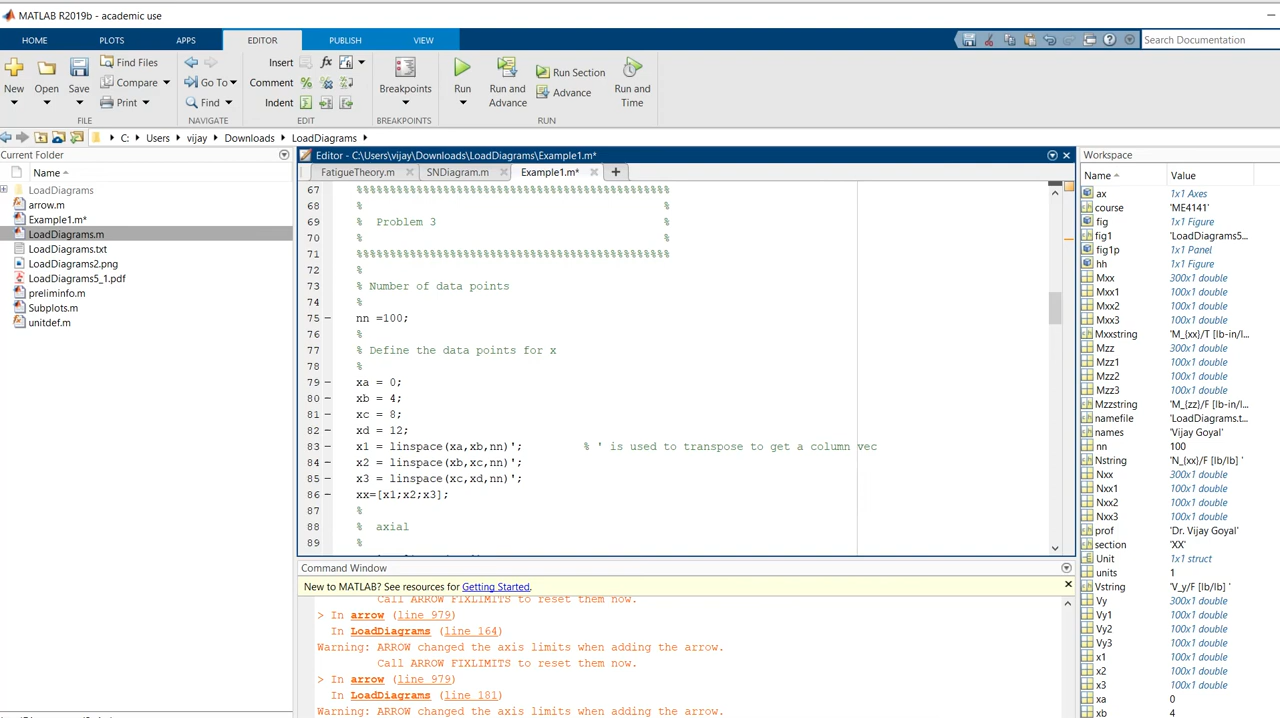 MATLAB R2019b - academic use
HOME PLOTS APPS EDITOR PUBLISH VIEW
Search Documentation
New Open Save Find Files Compare Print
Go To Find
Insert fx
Comment %
Indent
Breakpoints
Run Run and Advance Run Section Advance Run and Time
FILE NAVIGATE EDIT BREAKPOINTS RUN
C: Users vijay Downloads LoadDiagrams
Current Folder
Name
LoadDiagrams
arrow.m
Example1.m*
LoadDiagrams.m
LoadDiagrams.txt
LoadDiagrams2.png
LoadDiagrams5_1.pdf
preliminfo.m
Subplots.m
unitdef.m
Editor - C:\Users\vijay\Downloads\LoadDiagrams\Example1.m*
FatigueTheory.m SNDiagram.m Example1.m* +
67 %%%%%%%%%%%%%%%%%%%%%%%%%%%%%%%%%%%%%%%%%%%%%%%
68 % %
69 % Problem 3 %
70 % %
71 %%%%%%%%%%%%%%%%%%%%%%%%%%%%%%%%%%%%%%%%%%%%%%%
72 %
73 % Number of data points
74 %
75 – nn =100;
76 %
77 % Define the data points for x
78 %
79 – xa = 0;
80 – xb = 4;
81 – xc = 8;
82 – xd = 12;
83 – x1 = linspace(xa,xb,nn)'; % ' is used to transpose to get a column vec
84 – x2 = linspace(xb,xc,nn)';
85 – x3 = linspace(xc,xd,nn)';
86 – xx=[x1;x2;x3];
87 %
88 % axial
89 %
Command Window
New to MATLAB? See resources for Getting Started.
Call ARROW FIXLIMITS to reset them now.
> In arrow (line 979)
In LoadDiagrams (line 164)
Warning: ARROW changed the axis limits when adding the arrow.
Call ARROW FIXLIMITS to reset them now.
> In arrow (line 979)
In LoadDiagrams (line 181)
Warning: ARROW changed the axis limits when adding the arrow.
Workspace
Name Value
ax 1x1 Axes
course 'ME4141'
fig 1x1 Figure
fig1 'LoadDiagrams5...
fig1p 1x1 Panel
hh 1x1 Figure
Mxx 300x1 double
Mxx1 100x1 double
Mxx2 100x1 double
Mxx3 100x1 double
Mxxstring 'M_{xx}/T [lb-in/l...
Mzz 300x1 double
Mzz1 100x1 double
Mzz2 100x1 double
Mzz3 100x1 double
Mzzstring 'M_{zz}/F [lb-in/l...
namefile 'LoadDiagrams.t...
names 'Vijay Goyal'
nn 100
Nstring 'N_{xx}/F [lb/lb] '
Nxx 300x1 double
Nxx1 100x1 double
Nxx2 100x1 double
Nxx3 100x1 double
prof 'Dr. Vijay Goyal'
section 'XX'
Unit 1x1 struct
units 1
Vstring 'V_y/F [lb/lb] '
Vy 300x1 double
Vy1 100x1 double
Vy2 100x1 double
Vy3 100x1 double
x1 100x1 double
x2 100x1 double
x3 100x1 double
xa 0
xb 4